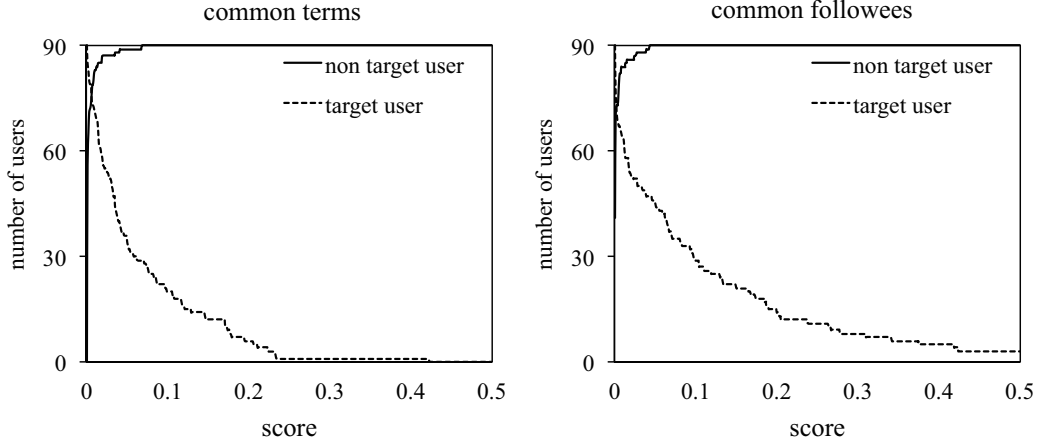 common terms
number of users
90
60
30
0
non target user
target user
0 0.1 0.2 0.3 0.4 0.5
score
common followees
number of users
90
60
30
0
non target user
target user
0 0.1 0.2 0.3 0.4 0.5
score